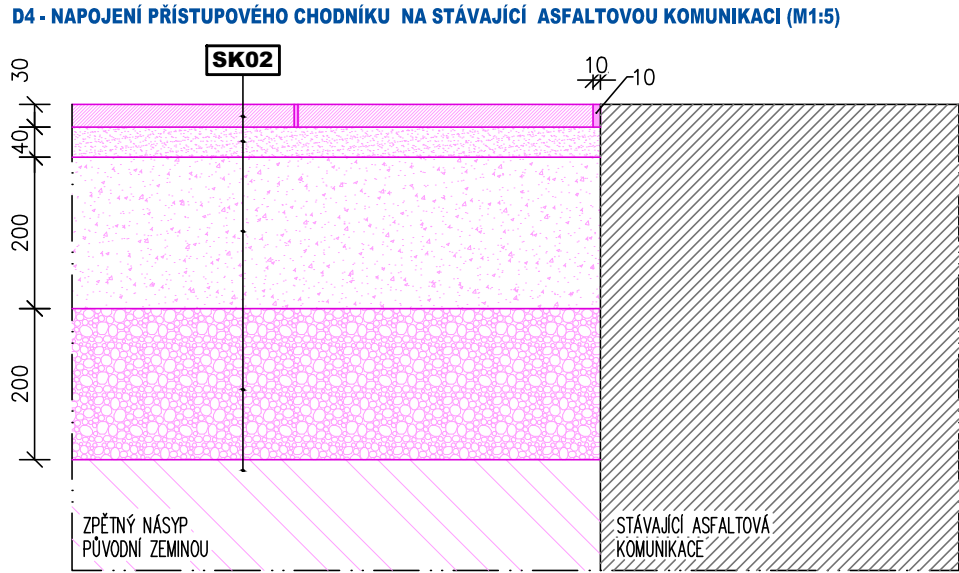 D4 - NAPOJENÍ PŘÍSTUPOVÉHO CHODNÍKU NA STÁVAJÍCÍ ASFALTOVOU KOMUNIKACI (M1:5)
SK02
30
10
10
40
200
200
ZPĚTNÝ NÁSYP
PŮVODNÍ ZEMINOU
STÁVAJÍCÍ ASFALTOVÁ
KOMUNIKACE